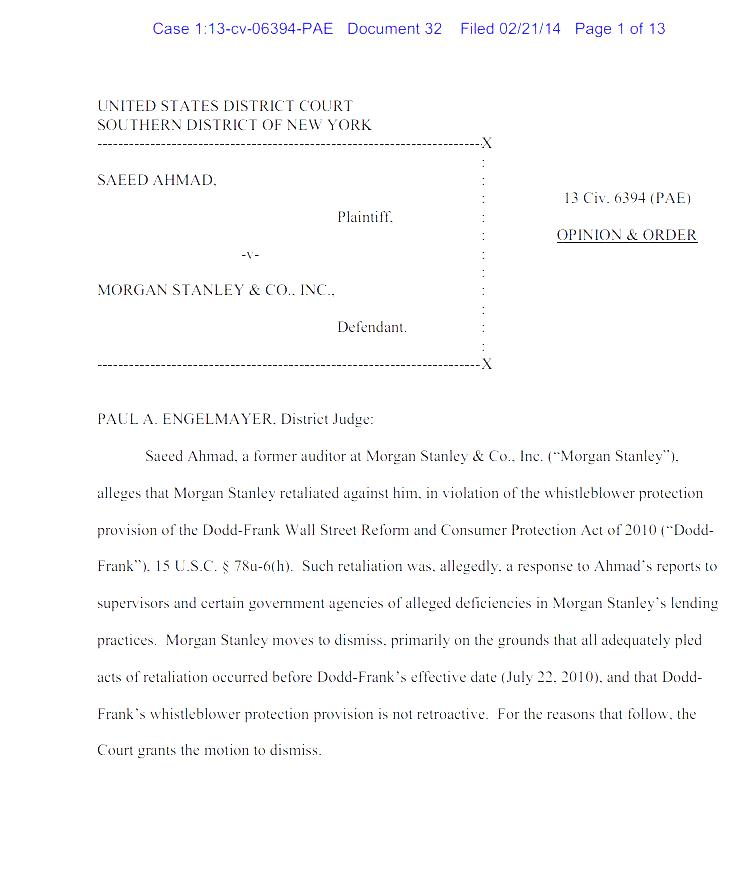 Case 1:13-cv-06394-PAE Document 32 Filed 02/21/14 Page 1 of 13
UNITED STATES DISTRICT COURT
SOUTHERN DISTRICT OF NEW YORK
--------------------------------------------------------------------------X
:
SAEED AHMAD, :
: 13 Civ. 6394 (PAE)
Plaintiff, :
: OPINION & ORDER
-v- :
:
MORGAN STANLEY & CO., INC., :
:
Defendant. :
:
--------------------------------------------------------------------------X
PAUL A. ENGELMAYER, District Judge:
Saeed Ahmad, a former auditor at Morgan Stanley & Co., Inc. (“Morgan Stanley”),
alleges that Morgan Stanley retaliated against him, in violation of the whistleblower protection
provision of the Dodd-Frank Wall Street Reform and Consumer Protection Act of 2010 (“Dodd-
Frank”), 15 U.S.C. § 78u-6(h). Such retaliation was, allegedly, a response to Ahmad’s reports to
supervisors and certain government agencies of alleged deficiencies in Morgan Stanley’s lending
practices. Morgan Stanley moves to dismiss, primarily on the grounds that all adequately pled
acts of retaliation occurred before Dodd-Frank’s effective date (July 22, 2010), and that Dodd-
Frank’s whistleblower protection provision is not retroactive. For the reasons that follow, the
Court grants the motion to dismiss.